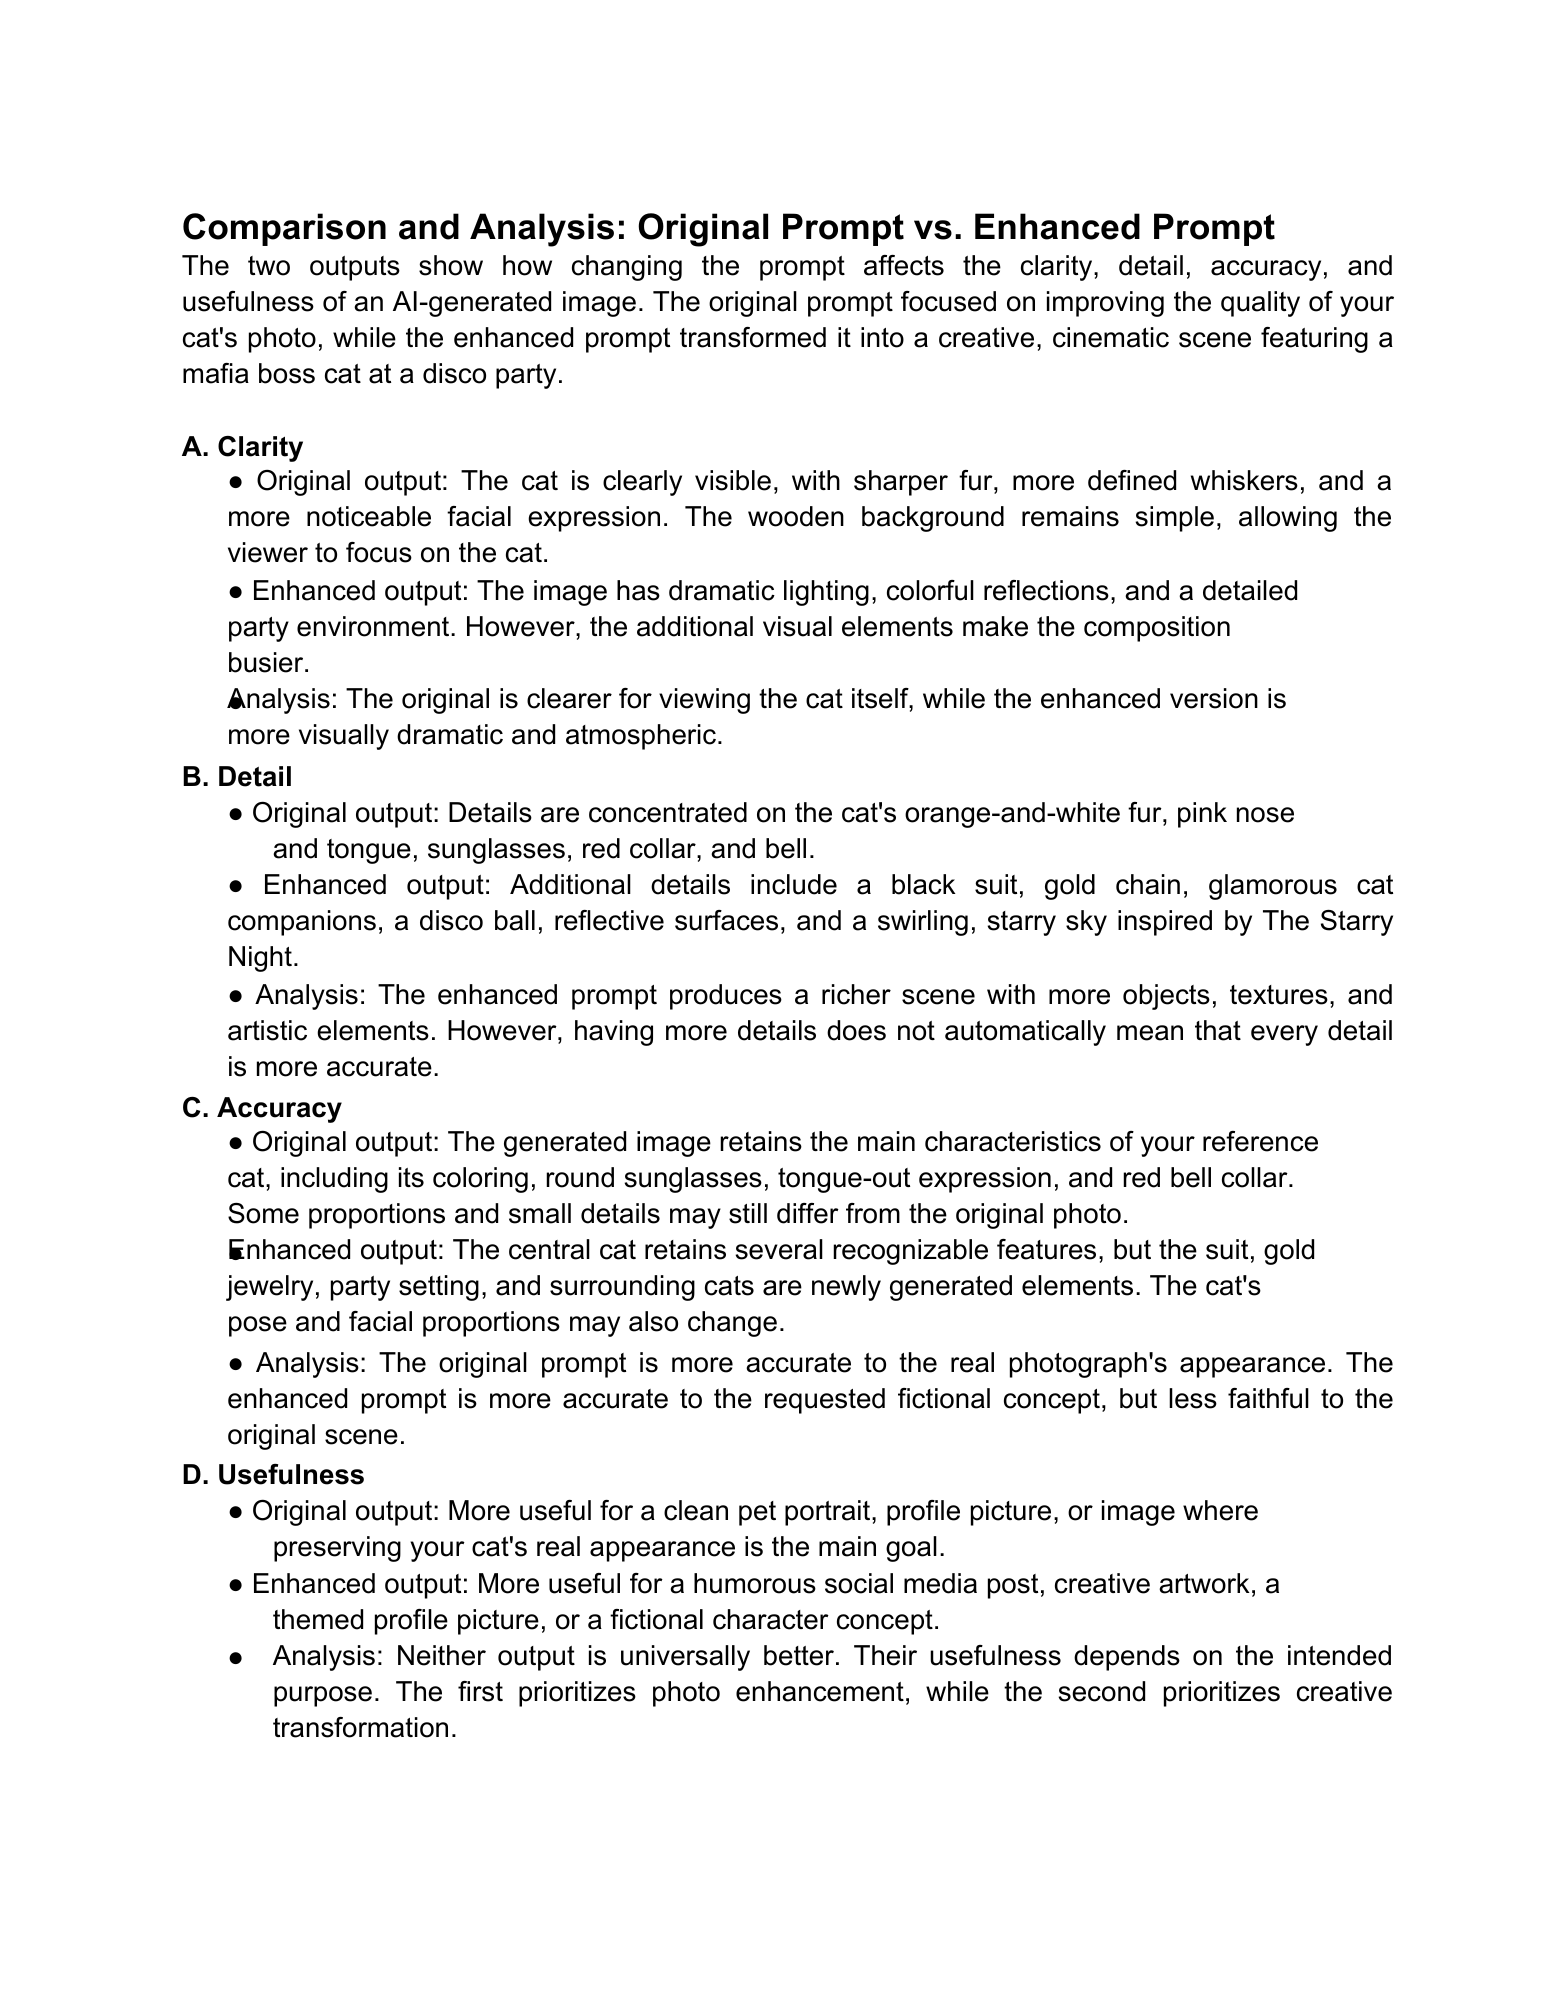 Comparison and Analysis: Original Prompt vs. Enhanced Prompt
The two outputs show how changing the prompt affects the clarity, detail, accuracy, and
usefulness of an AI-generated image. The original prompt focused on improving the quality of your
cat's photo, while the enhanced prompt transformed it into a creative, cinematic scene featuring a
mafia boss cat at a disco party.
A. Clarity
● Original output: The cat is clearly visible, with sharper fur, more defined whiskers, and a
more noticeable facial expression. The wooden background remains simple, allowing the
viewer to focus on the cat.
● Enhanced output: The image has dramatic lighting, colorful reflections, and a detailed
party environment. However, the additional visual elements make the composition
busier.
● Analysis: The original is clearer for viewing the cat itself, while the enhanced version is
more visually dramatic and atmospheric.
B. Detail
● Original output: Details are concentrated on the cat's orange-and-white fur, pink nose
and tongue, sunglasses, red collar, and bell.
● Enhanced output: Additional details include a black suit, gold chain, glamorous cat
companions, a disco ball, reflective surfaces, and a swirling, starry sky inspired by The Starry
Night.
● Analysis: The enhanced prompt produces a richer scene with more objects, textures, and
artistic elements. However, having more details does not automatically mean that every detail
is more accurate.
C. Accuracy
● Original output: The generated image retains the main characteristics of your reference
cat, including its coloring, round sunglasses, tongue-out expression, and red bell collar.
Some proportions and small details may still differ from the original photo.
● Enhanced output: The central cat retains several recognizable features, but the suit, gold
jewelry, party setting, and surrounding cats are newly generated elements. The cat's
pose and facial proportions may also change.
● Analysis: The original prompt is more accurate to the real photograph's appearance. The
enhanced prompt is more accurate to the requested fictional concept, but less faithful to the
original scene.
D. Usefulness
● Original output: More useful for a clean pet portrait, profile picture, or image where
preserving your cat's real appearance is the main goal.
● Enhanced output: More useful for a humorous social media post, creative artwork, a
themed profile picture, or a fictional character concept.
● Analysis: Neither output is universally better. Their usefulness depends on the intended
purpose. The first prioritizes photo enhancement, while the second prioritizes creative
transformation.